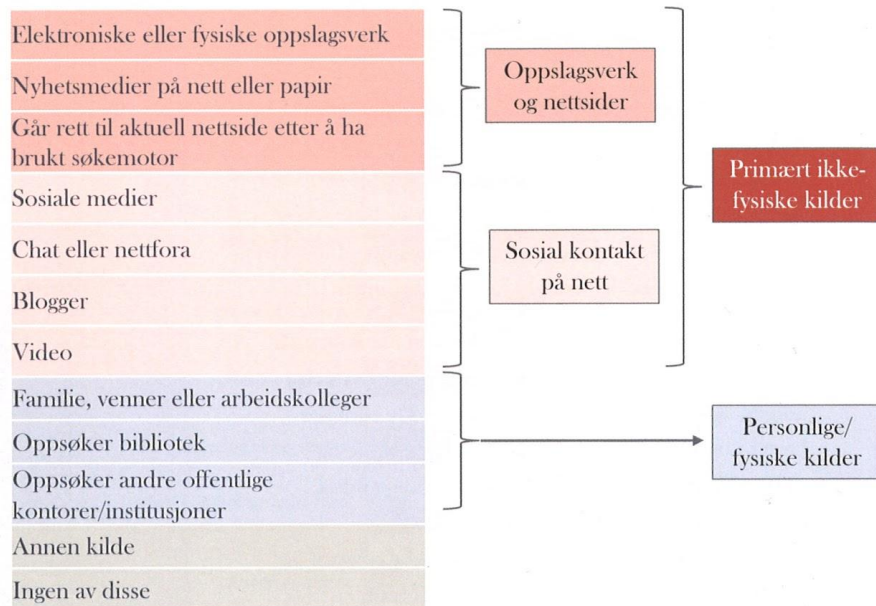 Elektroniske eller fysiske oppslagsverk
Nyhetsmedier på nett eller papir
Går rett til aktuell nettside etter å ha
brukt søkemotor
Sosiale medier
Chat eller nettfora
Blogger
Video
Familie, venner eller arbeidskolleger
Oppsøker bibliotek
Oppsøker andre offentlige
kontorer/institusjoner
Annen kilde
Ingen av disse
Oppslagsverk
og nettsider
Sosial kontakt
på nett
Primært ikke-
fysiske kilder
Personlige/
fysiske kilder